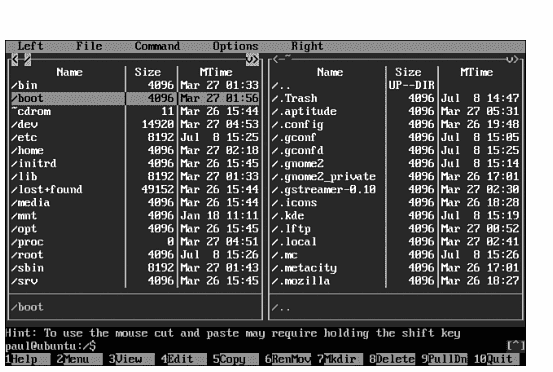 Left File Command Options Right
Name Size MTime Name Size MTime
/bin 4096 Mar 27 01:33 /.. UP--DIR
/boot 4096 Mar 27 01:56 /.Trash 4096 Jul 8 14:47
~cdrom 11 Mar 26 15:44 /.aptitude 4096 Mar 27 05:31
/dev 14920 Mar 27 04:53 /.config 4096 Mar 26 19:48
/etc 8192 Jul 8 15:25 /.gconf 4096 Jul 8 15:05
/home 4096 Mar 27 02:18 /.gconfd 4096 Jul 8 15:25
/initrd 4096 Mar 26 15:45 /.gnome2 4096 Jul 8 15:14
/lib 8192 Mar 27 01:33 /.gnome2_private 4096 Mar 26 17:01
/lost+found 49152 Mar 26 15:44 /.gstreamer-0.10 4096 Mar 27 02:30
/media 4096 Mar 26 15:44 /.icons 4096 Mar 26 18:28
/mnt 4096 Jan 18 11:11 /.kde 4096 Jul 8 15:19
/opt 4096 Mar 26 15:45 /.lftp 4096 Mar 27 00:52
/proc 0 Mar 27 04:51 /.local 4096 Mar 27 02:41
/root 4096 Jul 8 15:26 /.mc 4096 Jul 8 15:26
/sbin 8192 Mar 27 01:43 /.metacity 4096 Mar 26 17:01
/srv 4096 Mar 26 15:45 /.mozilla 4096 Mar 26 18:27
/boot /..
Hint: To use the mouse cut and paste may require holding the shift key
paul@ubuntu:/$ [^]
1Help 2Menu 3View 4Edit 5Copy 6RenMov 7Mkdir 8Delete 9PullDn 10Quit